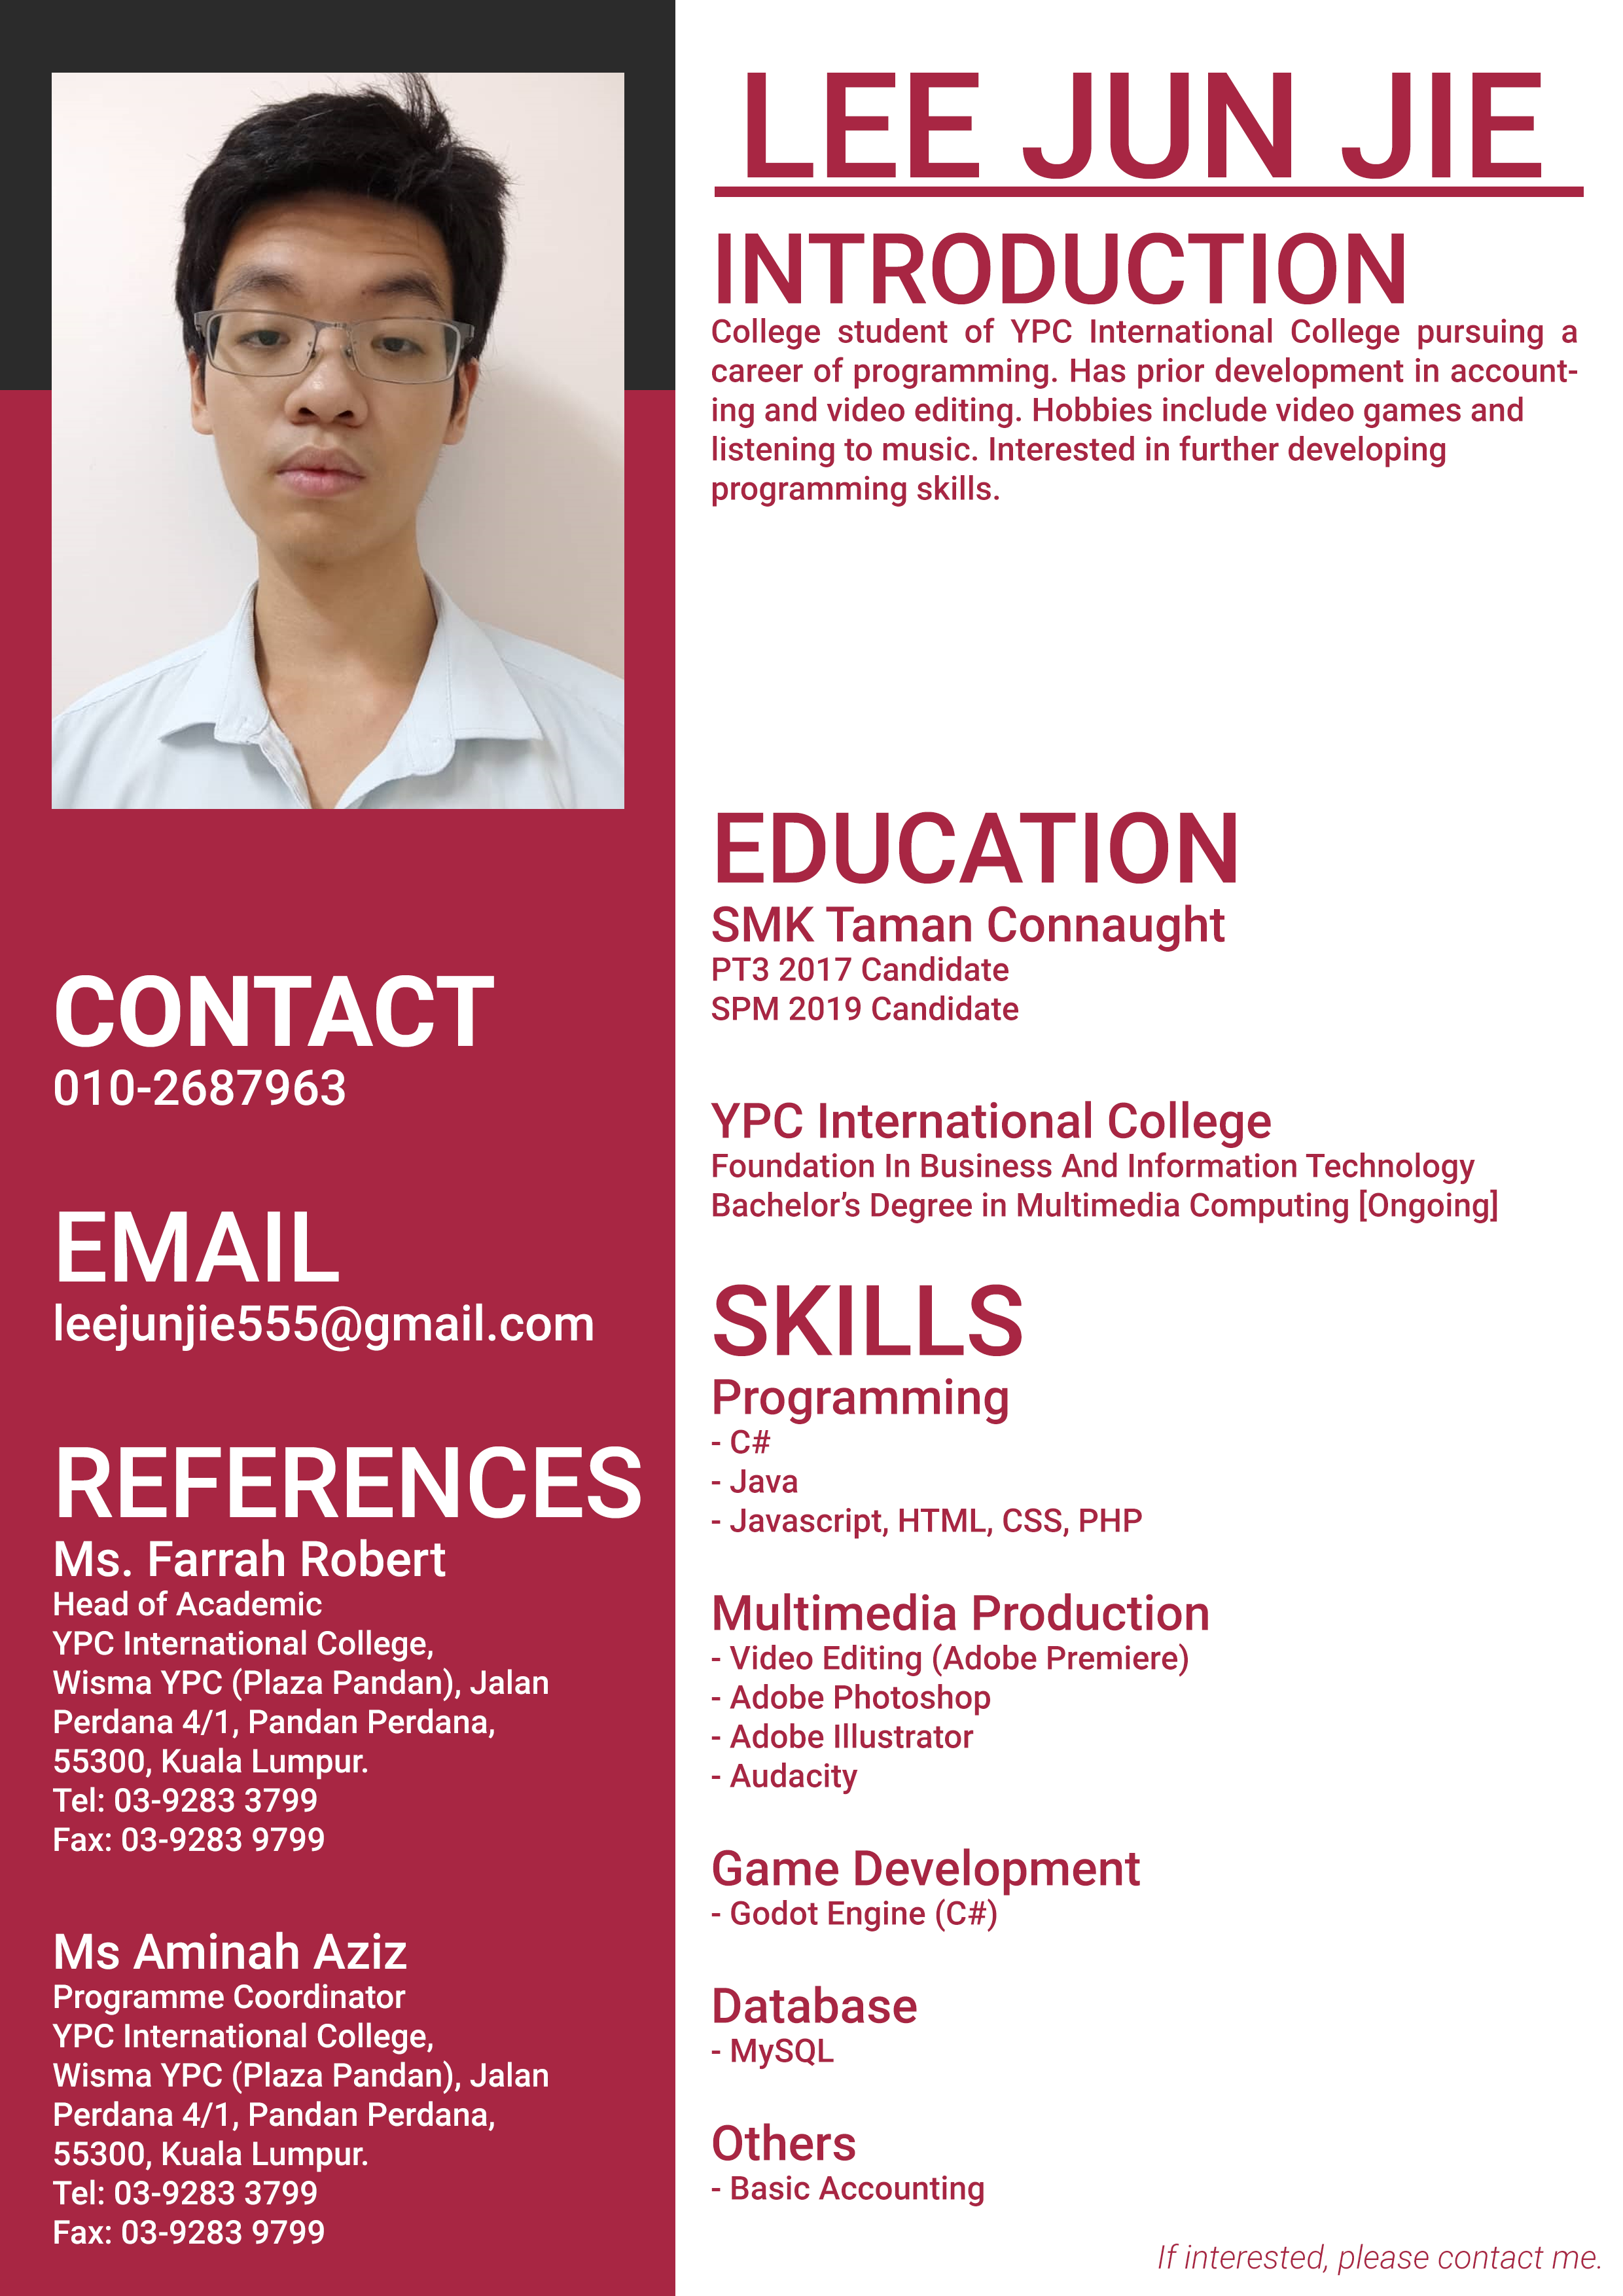 LEE JUN JIE
INTRODUCTION
College student of YPC International College pursuing a
career of programming. Has prior development in account-
ing and video editing. Hobbies include video games and
listening to music. Interested in further developing
programming skills.
EDUCATION
SMK Taman Connaught
PT3 2017 Candidate
SPM 2019 Candidate
YPC International College
Foundation In Business And Information Technology
Bachelor’s Degree in Multimedia Computing [Ongoing]
SKILLS
Programming
- C#
- Java
- Javascript, HTML, CSS, PHP
Multimedia Production
- Video Editing (Adobe Premiere)
- Adobe Photoshop
- Adobe Illustrator
- Audacity
Game Development
- Godot Engine (C#)
Database
- MySQL
Others
- Basic Accounting
If interested, please contact me.
CONTACT
010-2687963
EMAIL
leejunjie555@gmail.com
REFERENCES
Ms. Farrah Robert
Head of Academic
YPC International College,
Wisma YPC (Plaza Pandan), Jalan
Perdana 4/1, Pandan Perdana,
55300, Kuala Lumpur.
Tel: 03-9283 3799
Fax: 03-9283 9799
Ms Aminah Aziz
Programme Coordinator
YPC International College,
Wisma YPC (Plaza Pandan), Jalan
Perdana 4/1, Pandan Perdana,
55300, Kuala Lumpur.
Tel: 03-9283 3799
Fax: 03-9283 9799